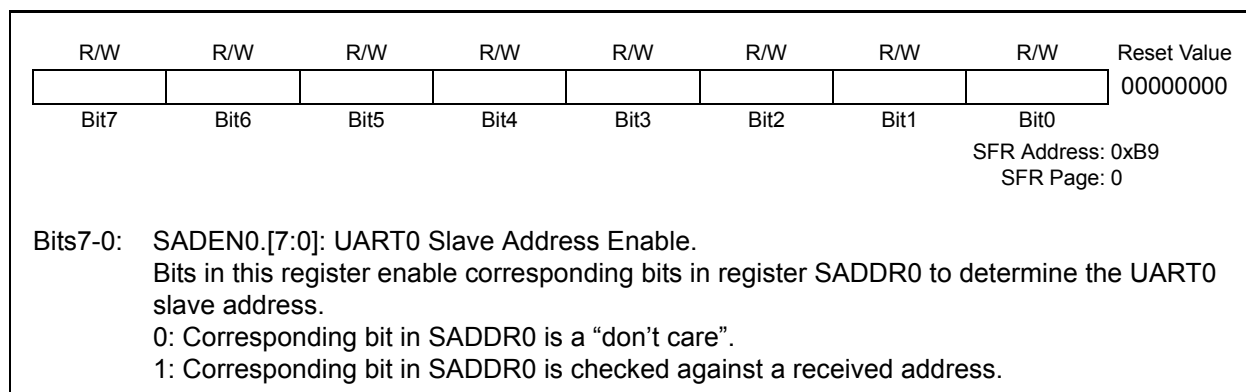 R/W R/W R/W R/W R/W R/W R/W R/W Reset Value
00000000
Bit7 Bit6 Bit5 Bit4 Bit3 Bit2 Bit1 Bit0
SFR Address: 0xB9
SFR Page: 0
Bits7-0: SADEN0.[7:0]: UART0 Slave Address Enable.
Bits in this register enable corresponding bits in register SADDR0 to determine the UART0
slave address.
0: Corresponding bit in SADDR0 is a “don’t care”.
1: Corresponding bit in SADDR0 is checked against a received address.